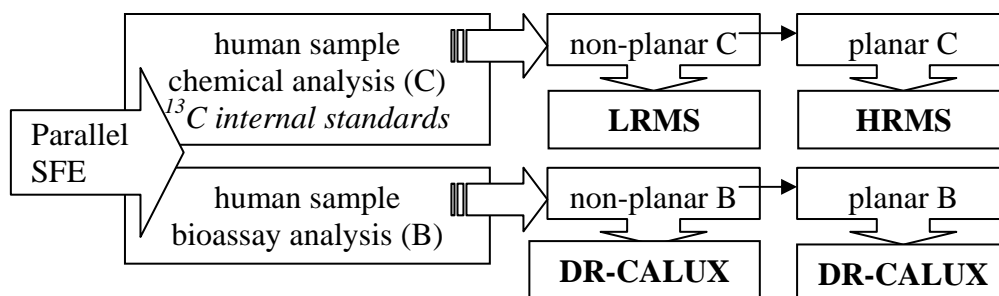 Parallel
SFE
human sample
chemical analysis (C)
¹³C internal standards
non-planar C
planar C
LRMS
HRMS
human sample
bioassay analysis (B)
non-planar B
planar B
DR-CALUX
DR-CALUX